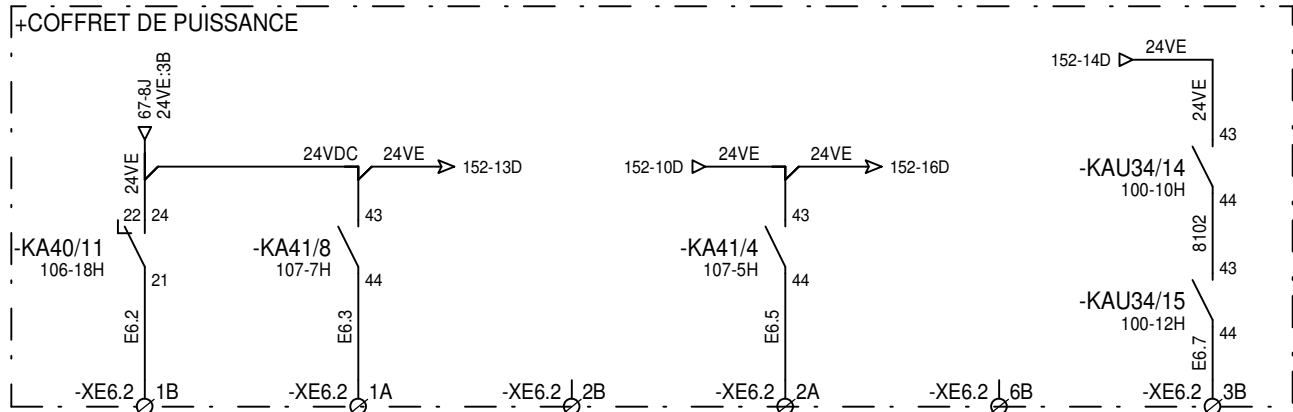 +COFFRET DE PUISSANCE
67-8J
24VE:3B
24VE
24VDC
24VE
152-13D
152-10D
24VE
24VE
152-16D
152-14D
24VE
24VE
22
24
-KA40/11
106-18H
21
E6.2
43
-KA41/8
107-7H
44
E6.3
43
-KA41/4
107-5H
44
E6.5
43
-KAU34/14
100-10H
44
8102
43
-KAU34/15
100-12H
44
E6.7
-XE6.2
1B
-XE6.2
1A
-XE6.2
2B
-XE6.2
2A
-XE6.2
6B
-XE6.2
3B